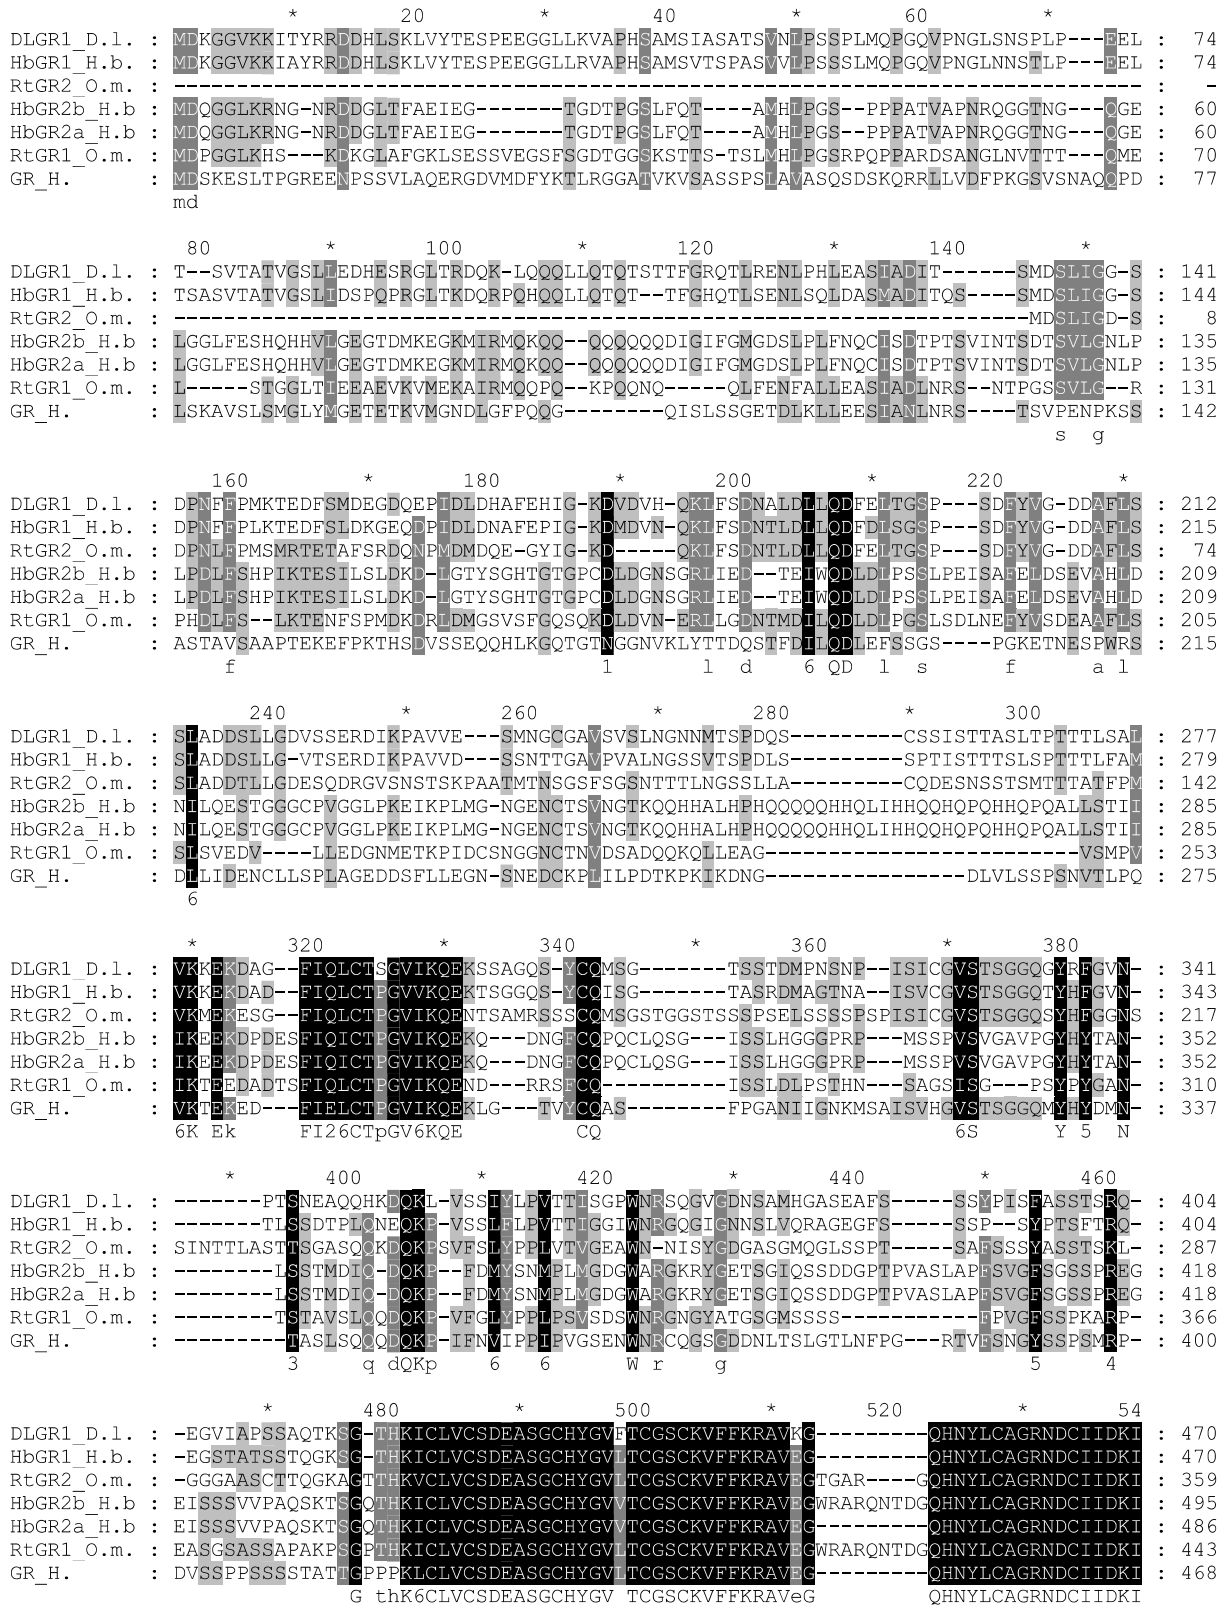 * 20 * 40 * 60 *
DLGR1_D.l. : MDKGGVKKITYRRDDHLSKLVYTESPEEGGLLKVAPHSAMSIASATSVNLPSSPLMQPGQVPNGLSNSPLP---EEL : 74
HbGR1_H.b. : MDKGGVKKIAYRRDDHLSKLVYTESPEEGGLLRVAPHSAMSVTSPASVVLPSSSLMQPGQVPNGLNNSTLP---EEL : 74
RtGR2_O.m. : ----------------------------------------------------------------------------- : -
HbGR2b_H.b : MDQGGLKRNG-NRDDGLTFAEIEG-------TGDTPGSLFQT----AMHLPGS--PPPATVAPNRQGGTNG---QGE : 60
HbGR2a_H.b : MDQGGLKRNG-NRDDGLTFAEIEG-------TGDTPGSLFQT----AMHLPGS--PPPATVAPNRQGGTNG---QGE : 60
RtGR1_O.m. : MDPGGLKHS---KDKGLAFGKLSESSVEGSFSGDTGGSKSTTS-TSLMHLPGSRPQPPARDSANGLNVTTT---QME : 70
GR_H. : MDSKESLTPGREENPSSVLAQERGDVMDFYKTLRGGATVKVSASSPSLAVASQSDSKQRRLLVDFPKGSVSNAQQPD : 77
md
80 * 100 * 120 * 140 *
DLGR1_D.l. : T--SVTATVGSLLEDHESRGLTRDQK-LQQQLLQTQTSTTFGRQTLRENLPHLEASIADIT------SMDSLIGG-S : 141
HbGR1_H.b. : TSASVTATVGSLIDSPQPRGLTKDQRPQHQQLLQTQT--TFGHQTLSENLSQLDASMADITQS----SMDSLIGG-S : 144
RtGR2_O.m. : --------------------------------------------------------------------MDSLIGD-S : 8
HbGR2b_H.b : LGGLFESHQHHVLGEGTDMKEGKMIRMQKQQ--QQQQQQDIGIFGMGDSLPLFNQCISDTPTSVINTSDTSVLGNLP : 135
HbGR2a_H.b : LGGLFESHQHHVLGEGTDMKEGKMIRMQKQQ--QQQQQQDIGIFGMGDSLPLFNQCISDTPTSVINTSDTSVLGNLP : 135
RtGR1_O.m. : L-----STGGLTIEEAEVKVMEKAIRMQQPQ--KPQQNQ----QLFENFALLEASIADLNRS--NTPGSSVLG--R : 131
GR_H. : LSKAVSLSMGLYMGETETKVMGNDLGFPQQG--------QISLSSGETDLKLLEESIANLNRS----TSVPENPKSS : 142
s g
160 * 180 * 200 * 220 *
DLGR1_D.l. : DPNFFPMKTEDFSMDEGDQEPIDLDHAFEHIG-KDVDVH-QKLFSDNALDLLQDFELTGSP----SDFYVG-DDAFLS : 212
HbGR1_H.b. : DPNFFPLKTEDFSLDKGEQDPIDLDNAFEPIG-KDMDVN-QKLFSDNTLDLLQDFDLSGSP----SDFYVG-DDAFLS : 215
RtGR2_O.m. : DPNLFPMSMRTETAFSRDQNPMDMDQE-GYIG-KD-----QKLFSDNTLDLLQDFELTGSP----SDFYVG-DDAFLS : 74
HbGR2b_H.b : LPDLFSHPIKTESILSLDKD-LGTYSGHTGTGPCDLDGNSGRLIED--TEIWQDLDLPSSLPEISAFELDSEVAHLD : 209
HbGR2a_H.b : LPDLFSHPIKTESILSLDKD-LGTYSGHTGTGPCDLDGNSGRLIED--TEIWQDLDLPSSLPEISAFELDSEVAHLD : 209
RtGR1_O.m. : PHDLFS--LKTENFSPMDKDRLDMGSVSFGQSQKDLDVN-ERLLGDNTMDILQDLDLPGSLSDLNEFYVSDEAAFLS : 205
GR_H. : ASTAVSAAPTEKEFPKTHSDVSSEQQHLKGQTGTNGGNVKLYTTDQSTFDILQDLEFSSGS----PGKETNESPWRS : 215
f 1 l d 6 QD l s f a l
240 * 260 * 280 * 300
DLGR1_D.l. : SLADDSLLGDVSSERDIKPAVVE---SMNGCGAVSVSLNGNNMTSPDQS-------CSSISTTASLTPTTTLSAL : 277
HbGR1_H.b. : SLADDSLLG-VTSERDIKPAVVD---SSNTTGAVPVALNGSSVTSPDLS-------SPTISTTTSLSPTTTLFAM : 279
RtGR2_O.m. : SLADDTLLGDESQDRGVSNSTSKPAAIMTNSGSFSGSNTTTLNGSSLLA-------CQDESNSSTSMTTTATFPM : 142
HbGR2b_H.b : NILQESTGGGCPVGGLPKEIKPLMG-NGENCTSVNGTKQQHHALHPHQQQQQHHQLIHHQQHQPQHHQPQALLSTII : 285
HbGR2a_H.b : NILQESTGGGCPVGGLPKEIKPLMG-NGENCTSVNGTKQQHHALHPHQQQQQHHQLIHHQQHQPQHHQPQALLSTII : 285
RtGR1_O.m. : SLSVEDV----LLEDGNMETKPIDCSNGGNCTNVDSADQQKQLLEAG-------------------------VSMPV : 253
GR_H. : DLLIDENCLLSPLAGEDDSFLLEGN-SNEDCKPLILPDTKPKIKDNG----------------DLVLSSPSNVTLPQ : 275
6
* 320 * 340 * 360 * 380
DLGR1_D.l. : VKKEKDAG--FIQLCTSGVIKQEKSSAGQS-YCQMSG-------TSSTDMPNSNP--ISICGVSTSGGQGYRFGVN- : 341
HbGR1_H.b. : VKKEKDAD--FIQLCTPGVVKQEKTSGGQS-YCQISG-------TASRDMAGTNA--ISVCGVSTSGGQTYHFGVN- : 343
RtGR2_O.m. : VKMEKESG--FIQLCTPGVIKQENTSAMRSSSCQMSGSTGGSTSSSPSELSSSSPSPISICGVSTSGGQSYHFGGNS : 217
HbGR2b_H.b : IKEEKDPDESFIQICTPGVIKQEKQ---DNGFCQPQCLQSG---ISSLHGGGPRP---MSSPVSVGAVPGYHYTAN- : 352
HbGR2a_H.b : IKEEKDPDESFIQICTPGVIKQEKQ---DNGFCQPQCLQSG---ISSLHGGGPRP---MSSPVSVGAVPGYHYTAN- : 352
RtGR1_O.m. : IKTEEDADTSFIQLCTPGVIKQEND---RRSFCQ----------ISSLDLPSTHN---SAGSISG---PSYPYGAN- : 310
GR_H. : VKTEKED--FIELCTPGVIKQEKLG---TVYCQAS--------FPGANIIGNKMSAISVHGVSTSGGQMYHYDMN- : 337
6K Ek FI26CTpGV6KQE CQ 6S Y 5 N
* 400 * 420 * 440 * 460
DLGR1_D.l. : -------PTSNEAQQHKDQKL-VSSIYLPVTTISGPWNRSQGVGDNSAMHGASEAFS-----SSYPISFASSTSRQ- : 404
HbGR1_H.b. : -------TLSSDTPLQNEQKP-VSSLFLPVTTIGGIWNRGQGIGNNSLVQRAGEGFS-----SSP--SYPTSFTRQ- : 404
RtGR2_O.m. : SINTTLASTTSGASQQKDQKPSVFSLYPPLVTVGEAWN-NISYGDGASGMQGLSSPT-----SAFSSSYASSTSKL- : 287
HbGR2b_H.b : --------LSSTMDIQ-DQKP--FDMYSNMPLMGDGWARGKRYGETSGIQSSDDGPTPVASLAPFSVGFSGSSPREG : 418
HbGR2a_H.b : --------LSSTMDIQ-DQKP--FDMYSNMPLMGDGWARGKRYGETSGIQSSDDGPTPVASLAPFSVGFSGSSPREG : 418
RtGR1_O.m. : --------TSTAVSLQQDQKP-VFGLYPPLPSVSDSWNRGNGYATGSGMSSSS--------FPVGFSSPKARP- : 366
GR_H. : ---------TASLSQQQDQKP-IFNVIPPIPVGSENWNRCQGSGDDNLTSLGTLNFPG---RTVFSNGYSSPSMRP- : 400
3 q dQKp 6 6 W r g 5 4
* 480 * 500 * 520 * 54
DLGR1_D.l. : -EGVIAPSSAQTKSG-THKICLVCSDEASGCHYGVFTCGSCKVFFKRAVKG---------QHNYLCAGRNDCIIDKI : 470
HbGR1_H.b. : -EGSTATSSTQGKSG-THKICLVCSDEASGCHYGVLTCGSCKVFFKRAVEG---------QHNYLCAGRNDCIIDKI : 470
RtGR2_O.m. : -GGGAASCTTQGKAGTTHKVCLVCSDEASGCHYGVLTCGSCKVFFKRAVEGTGAR----GQHNYLCAGRNDCIIDKI : 359
HbGR2b_H.b : EISSSVVPAQSKTSGQTHKICLVCSDEASGCHYGVVTCGSCKVFFKRAVEGWRARQNTDGQHNYLCAGRNDCIIDKI : 495
HbGR2a_H.b : EISSSVVPAQSKTSGQTHKICLVCSDEASGCHYGVVTCGSCKVFFKRAVEG---------QHNYLCAGRNDCIIDKI : 486
RtGR1_O.m. : EASGSASSAPAKPSGPTHKICLVCSDEASGCHYGVLTCGSCKVFFKRAVEGWRARQNTDGQHNYLCAGRNDCIIDKI : 443
GR_H. : DVSSPPSSSSTATTGPPPKLCLVCSDEASGCHYGVLTCGSCKVFFKRAVEG---------QHNYLCAGRNDCIIDKI : 468
G thK6CLVCSDEASGCHYGV TCGSCKVFFKRAVeG QHNYLCAGRNDCIIDKI